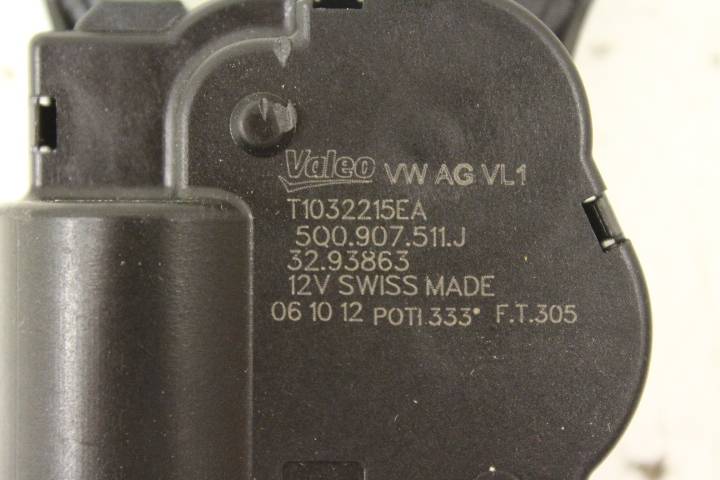 Valeo VW AG VL1
T1032215EA
5Q0.907.511.J
32.93863
12V SWISS MADE
06 10 12 POTI.333° F.T.305